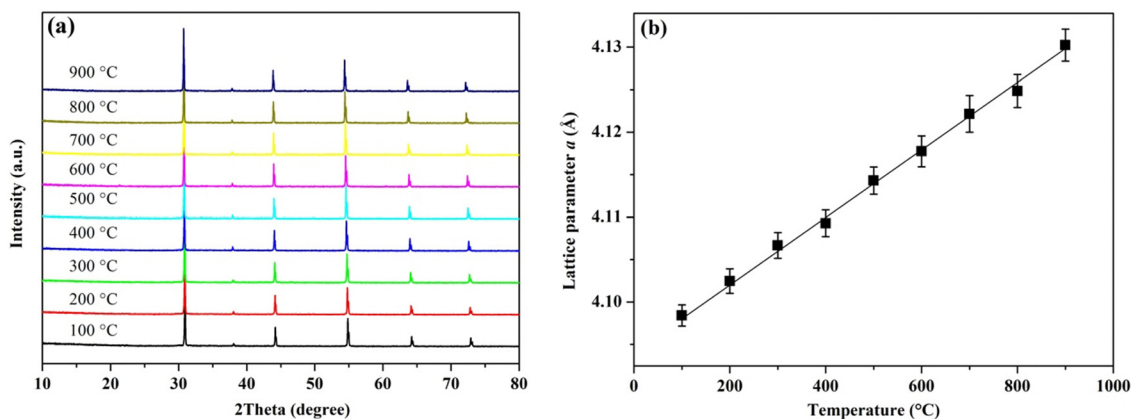 (a)
900 °C
800 °C
700 °C
600 °C
500 °C
400 °C
300 °C
200 °C
100 °C
Intensity (a.u.)
10 20 30 40 50 60 70 80
2Theta (degree)
(b)
4.13
4.12
4.11
4.10
Lattice parameter a (Å)
0 200 400 600 800 1000
Temperature (°C)